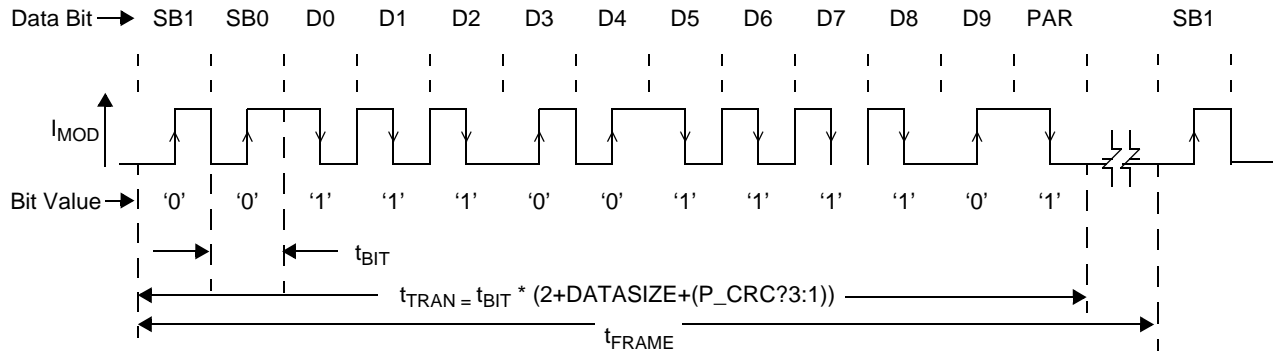 Data Bit SB1 SB0 D0 D1 D2 D3 D4 D5 D6 D7 D8 D9 PAR SB1
IMOD
Bit Value ‘0’ ‘0’ ‘1’ ‘1’ ‘1’ ‘0’ ‘0’ ‘1’ ‘1’ ‘1’ ‘1’ ‘0’ ‘1’
tBIT
tTRAN = tBIT * (2+DATASIZE+(P_CRC?3:1))
tFRAME